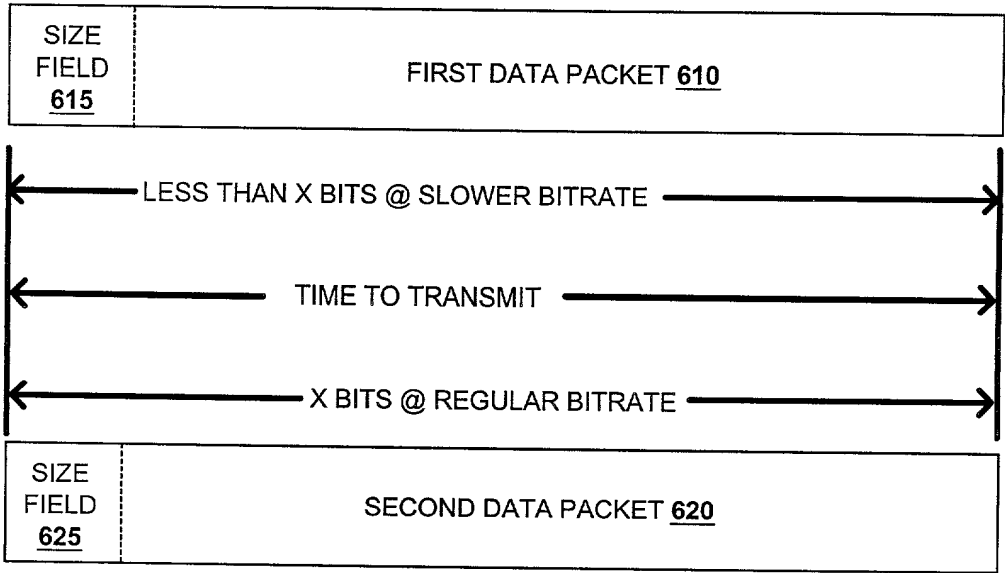 SIZE
FIELD
615
FIRST DATA PACKET 610
LESS THAN X BITS @ SLOWER BITRATE
TIME TO TRANSMIT
X BITS @ REGULAR BITRATE
SIZE
FIELD
625
SECOND DATA PACKET 620